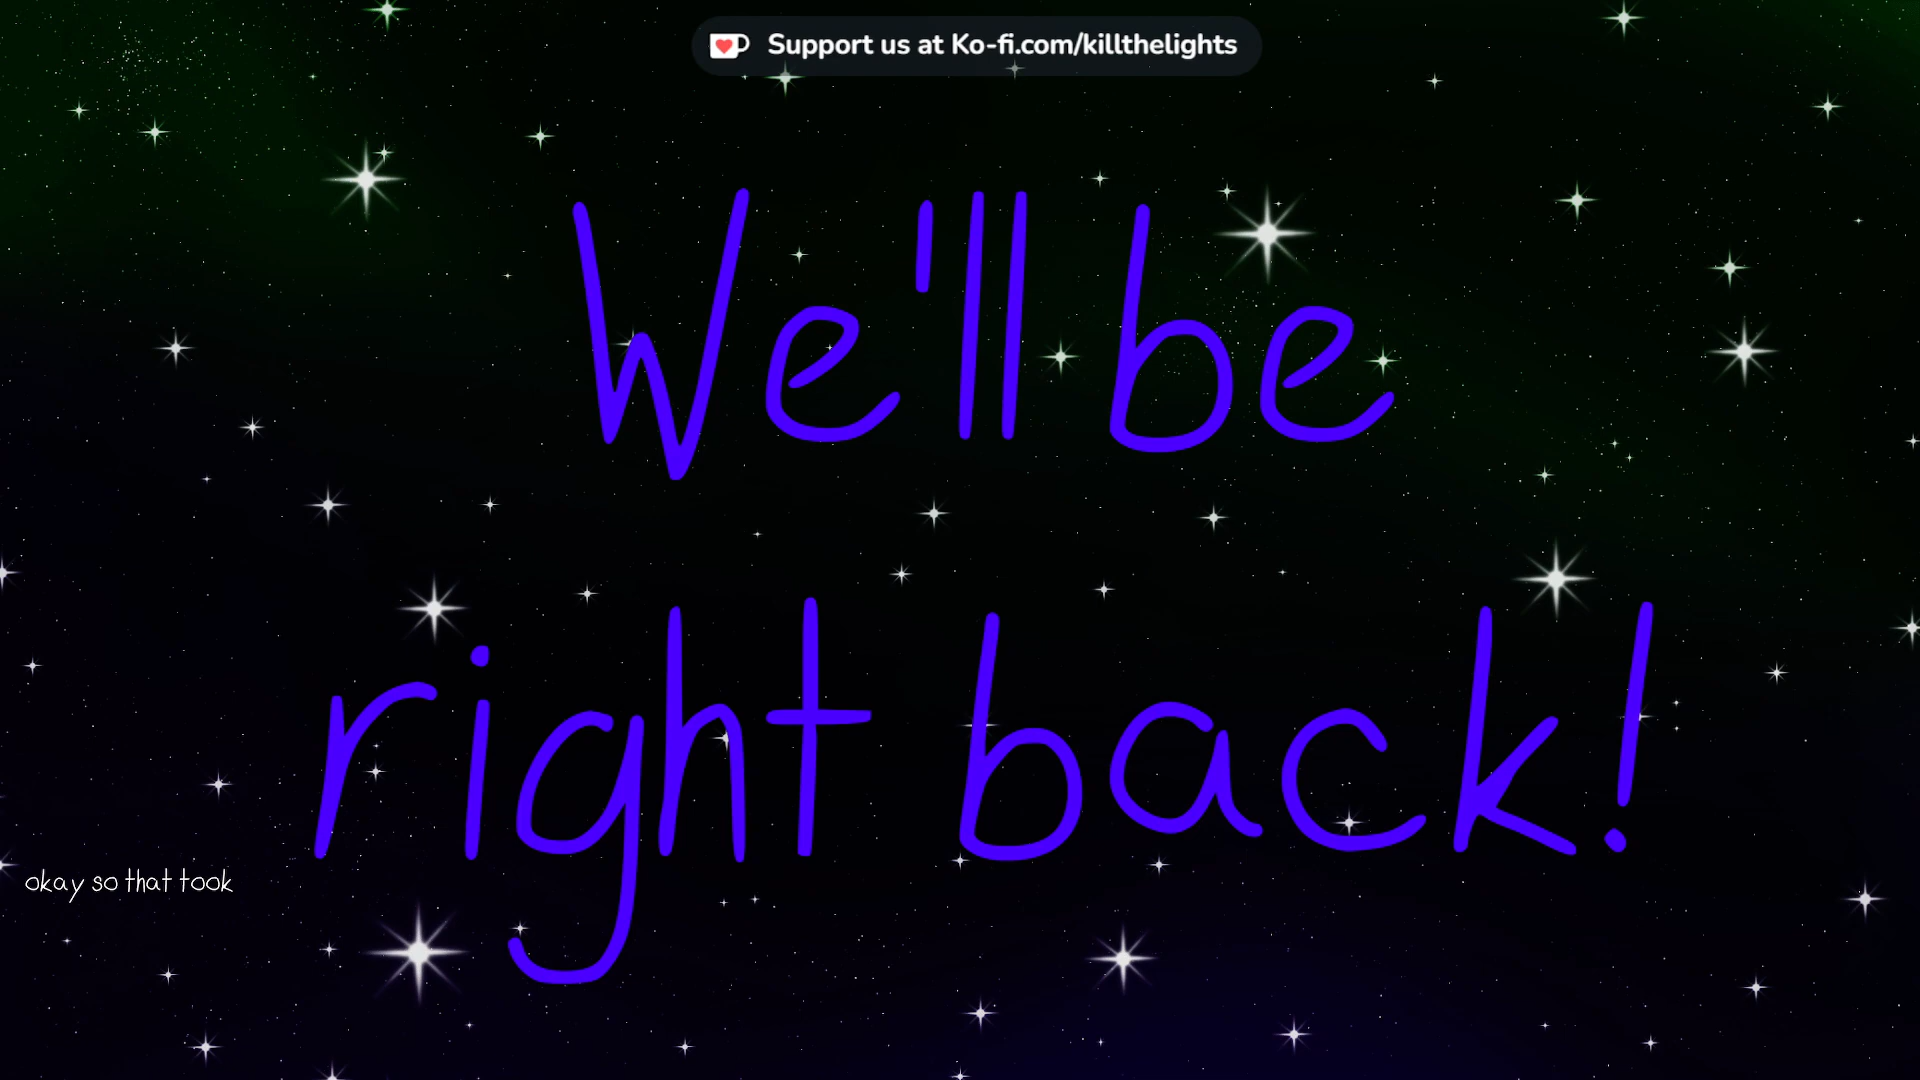 Support us at Ko-fi.com/killthelights
We'll be
right back!
okay so that took